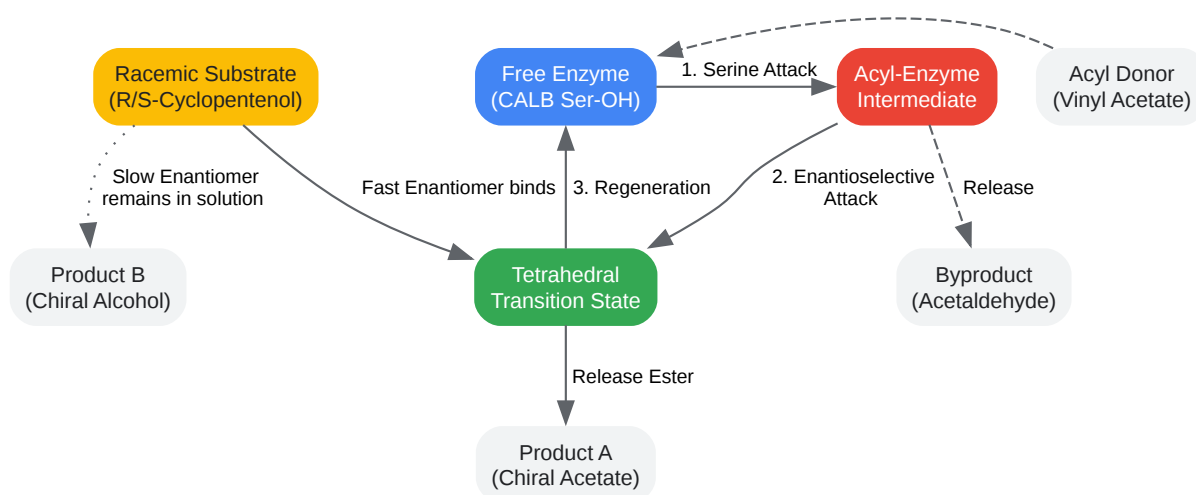 Racemic Substrate
(R/S-Cyclopentenol)
Free Enzyme
(CALB Ser-OH)
1. Serine Attack
Acyl-Enzyme
Intermediate
Acyl Donor
(Vinyl Acetate)
Slow Enantiomer
remains in solution
Fast Enantiomer binds
3. Regeneration
2. Enantioselective
Attack
Release
Product B
(Chiral Alcohol)
Tetrahedral
Transition State
Byproduct
(Acetaldehyde)
Release Ester
Product A
(Chiral Acetate)